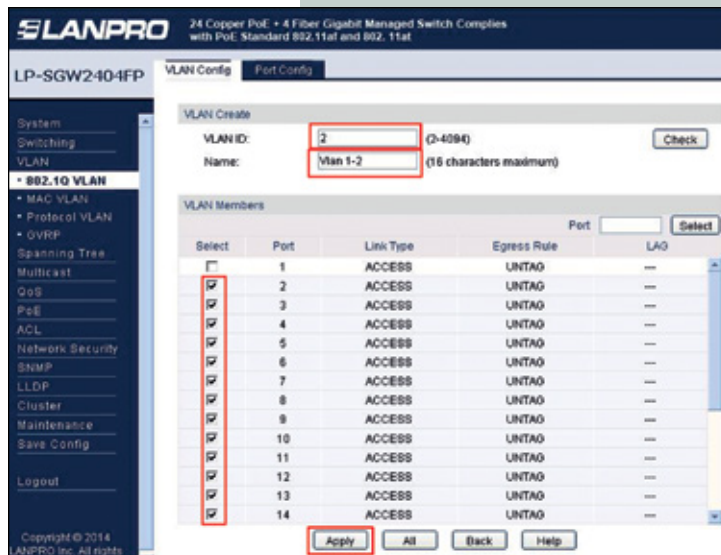 LANPRO
24 Copper PoE + 4 Fiber Gigabit Managed Switch Complies
with PoE Standard 802.11af and 802. 11at
LP-SGW2404FP
VLAN Config
Port Config
System
Switching
VLAN
• 802.1Q VLAN
• MAC VLAN
• Protocol VLAN
• GVRP
Spanning Tree
Multicast
QoS
PoE
ACL
Network Security
SNMP
LLDP
Cluster
Maintenance
Save Config
Logout
Copyright © 2014
LANPRO Inc. All rights
VLAN Create
VLAN ID: 2 (2-4094) Check
Name: Vlan 1-2 (16 characters maximum)
VLAN Members
Port Select
Select Port Link Type Egress Rule LAG
1 ACCESS UNTAG ---
2 ACCESS UNTAG ---
3 ACCESS UNTAG ---
4 ACCESS UNTAG ---
5 ACCESS UNTAG ---
6 ACCESS UNTAG ---
7 ACCESS UNTAG ---
8 ACCESS UNTAG ---
9 ACCESS UNTAG ---
10 ACCESS UNTAG ---
11 ACCESS UNTAG ---
12 ACCESS UNTAG ---
13 ACCESS UNTAG ---
14 ACCESS UNTAG ---
Apply All Back Help